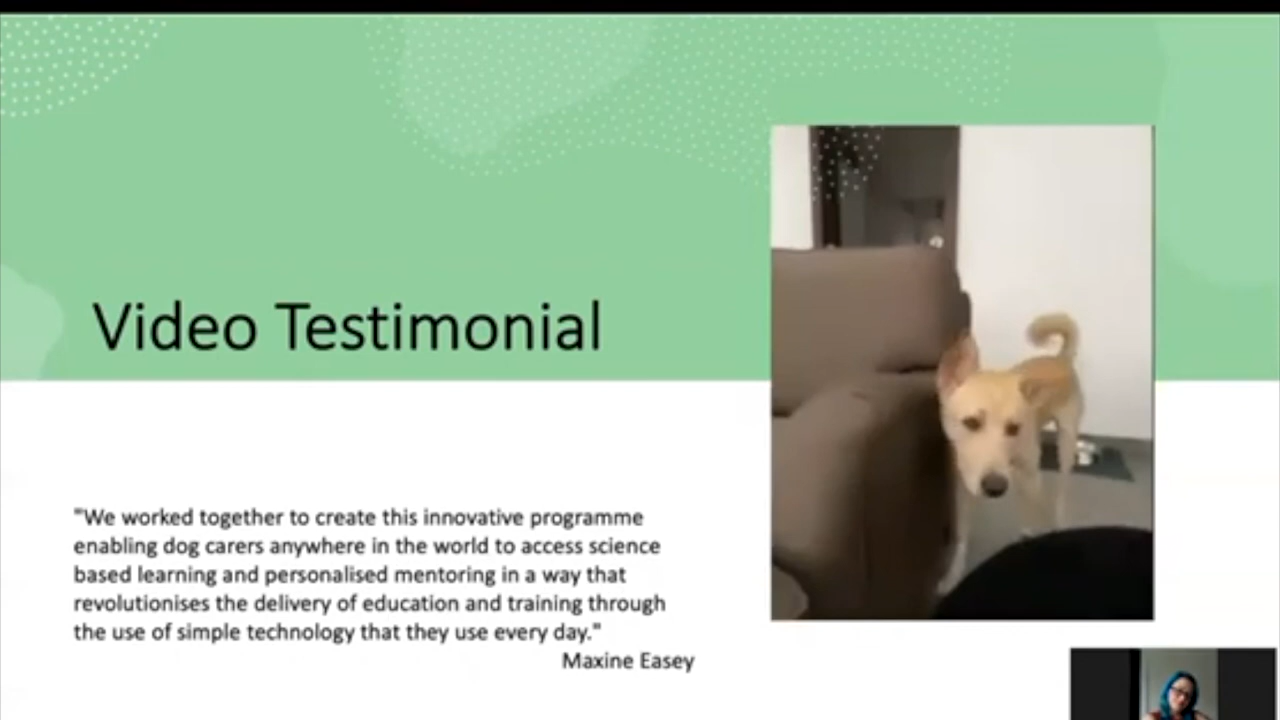 Video Testimonial
"We worked together to create this innovative programme
enabling dog carers anywhere in the world to access science
based learning and personalised mentoring in a way that
revolutionises the delivery of education and training through
the use of simple technology that they use every day."
Maxine Easey